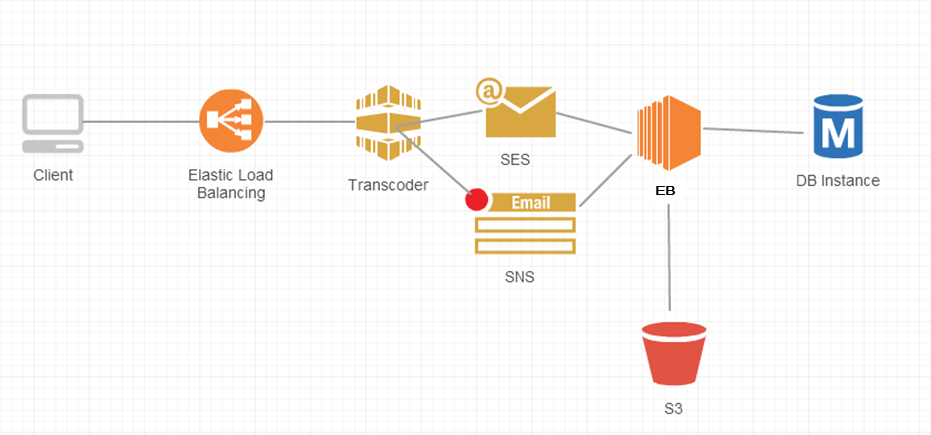 Client
Elastic Load
Balancing
Transcoder
@
SES
Email
SNS
EB
M
DB Instance
S3